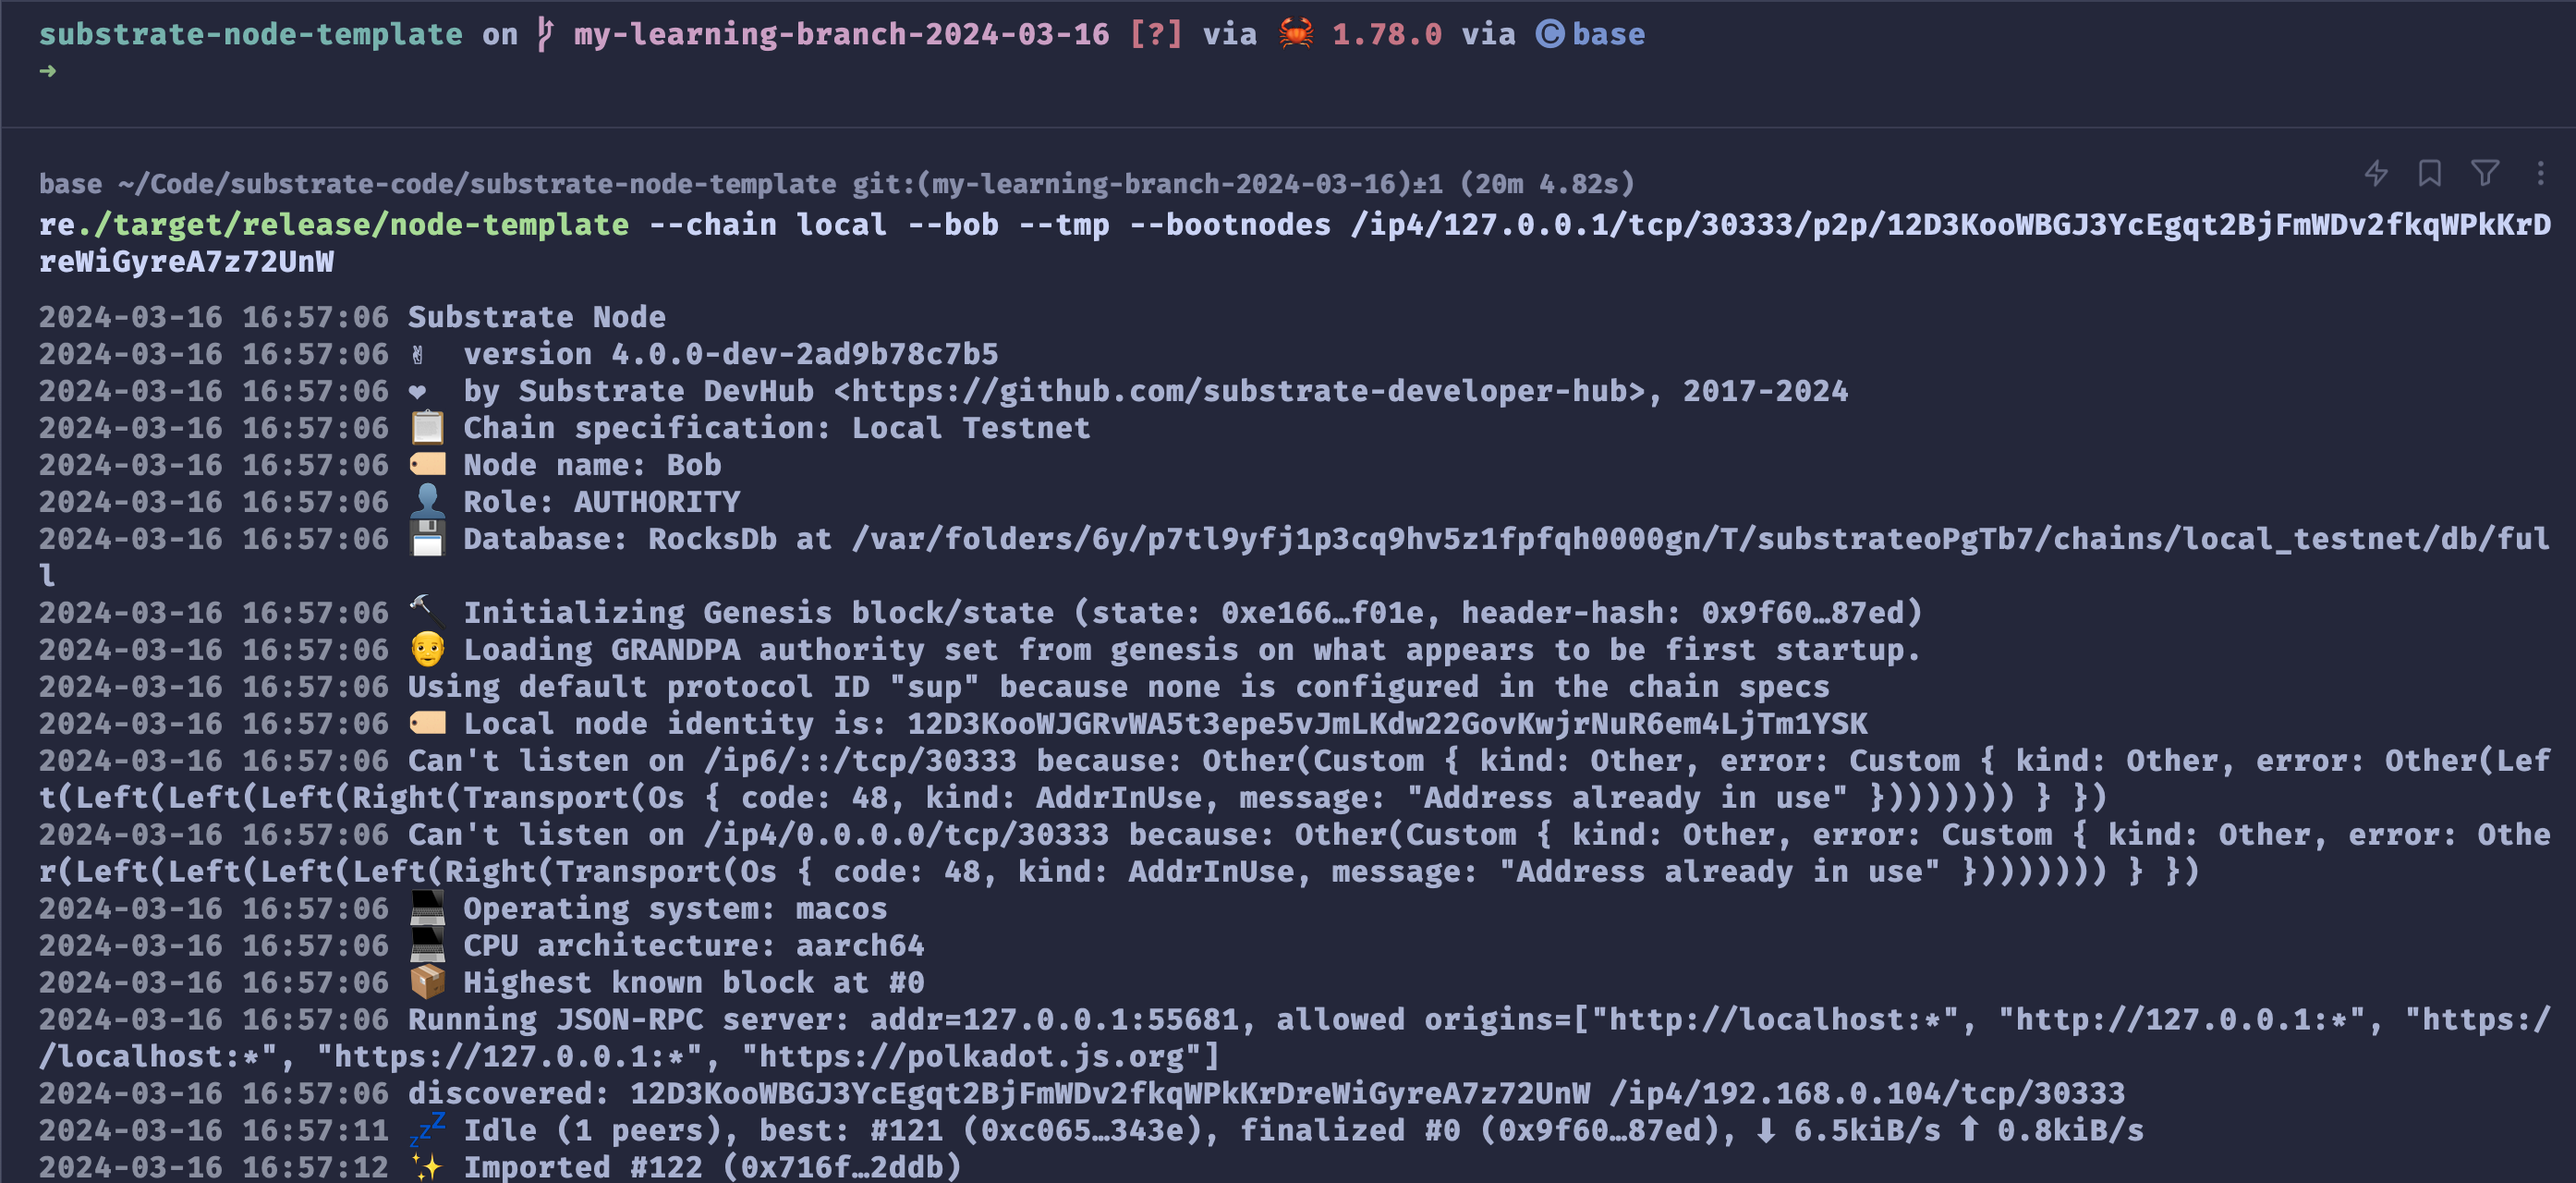 substrate-node-template on my-learning-branch-2024-03-16 [?] via 🦀 1.78.0 via Ⓒ base
→
base ~/Code/substrate-code/substrate-node-template git:(my-learning-branch-2024-03-16)±1 (20m 4.82s)
re./target/release/node-template --chain local --bob --tmp --bootnodes /ip4/127.0.0.1/tcp/30333/p2p/12D3KooWBGJ3YcEgqt2BjFmWDv2fkqWPkKrD
reWiGyreA7z72UnW
2024-03-16 16:57:06 Substrate Node
2024-03-16 16:57:06 ✌ version 4.0.0-dev-2ad9b78c7b5
2024-03-16 16:57:06 ❤ by Substrate DevHub <https://github.com/substrate-developer-hub>, 2017-2024
2024-03-16 16:57:06 📋 Chain specification: Local Testnet
2024-03-16 16:57:06 🏷 Node name: Bob
2024-03-16 16:57:06 👤 Role: AUTHORITY
2024-03-16 16:57:06 💾 Database: RocksDb at /var/folders/6y/p7tl9yfj1p3cq9hv5z1fpfqh0000gn/T/substrateoPgTb7/chains/local_testnet/db/ful
l
2024-03-16 16:57:06 🔨 Initializing Genesis block/state (state: 0xe166…f01e, header-hash: 0x9f60…87ed)
2024-03-16 16:57:06 👴 Loading GRANDPA authority set from genesis on what appears to be first startup.
2024-03-16 16:57:06 Using default protocol ID "sup" because none is configured in the chain specs
2024-03-16 16:57:06 🏷 Local node identity is: 12D3KooWJGRvWA5t3epe5vJmLKdw22GovKwjrNuR6em4LjTm1YSK
2024-03-16 16:57:06 Can't listen on /ip6/::/tcp/30333 because: Other(Custom { kind: Other, error: Custom { kind: Other, error: Other(Lef
t(Left(Left(Left(Right(Transport(Os { code: 48, kind: AddrInUse, message: "Address already in use" })))))))) } })
2024-03-16 16:57:06 Can't listen on /ip4/0.0.0.0/tcp/30333 because: Other(Custom { kind: Other, error: Custom { kind: Other, error: Othe
r(Left(Left(Left(Left(Right(Transport(Os { code: 48, kind: AddrInUse, message: "Address already in use" })))))))) } })
2024-03-16 16:57:06 💻 Operating system: macos
2024-03-16 16:57:06 💻 CPU architecture: aarch64
2024-03-16 16:57:06 📦 Highest known block at #0
2024-03-16 16:57:06 Running JSON-RPC server: addr=127.0.0.1:55681, allowed origins=["http://localhost:*", "http://127.0.0.1:*", "https:/
/localhost:*", "https://127.0.0.1:*", "https://polkadot.js.org"]
2024-03-16 16:57:06 discovered: 12D3KooWBGJ3YcEgqt2BjFmWDv2fkqWPkKrDreWiGyreA7z72UnW /ip4/192.168.0.104/tcp/30333
2024-03-16 16:57:11 💤 Idle (1 peers), best: #121 (0xc065…343e), finalized #0 (0x9f60…87ed), ⬇ 6.5kiB/s ⬆ 0.8kiB/s
2024-03-16 16:57:12 ✨ Imported #122 (0x716f…2ddb)